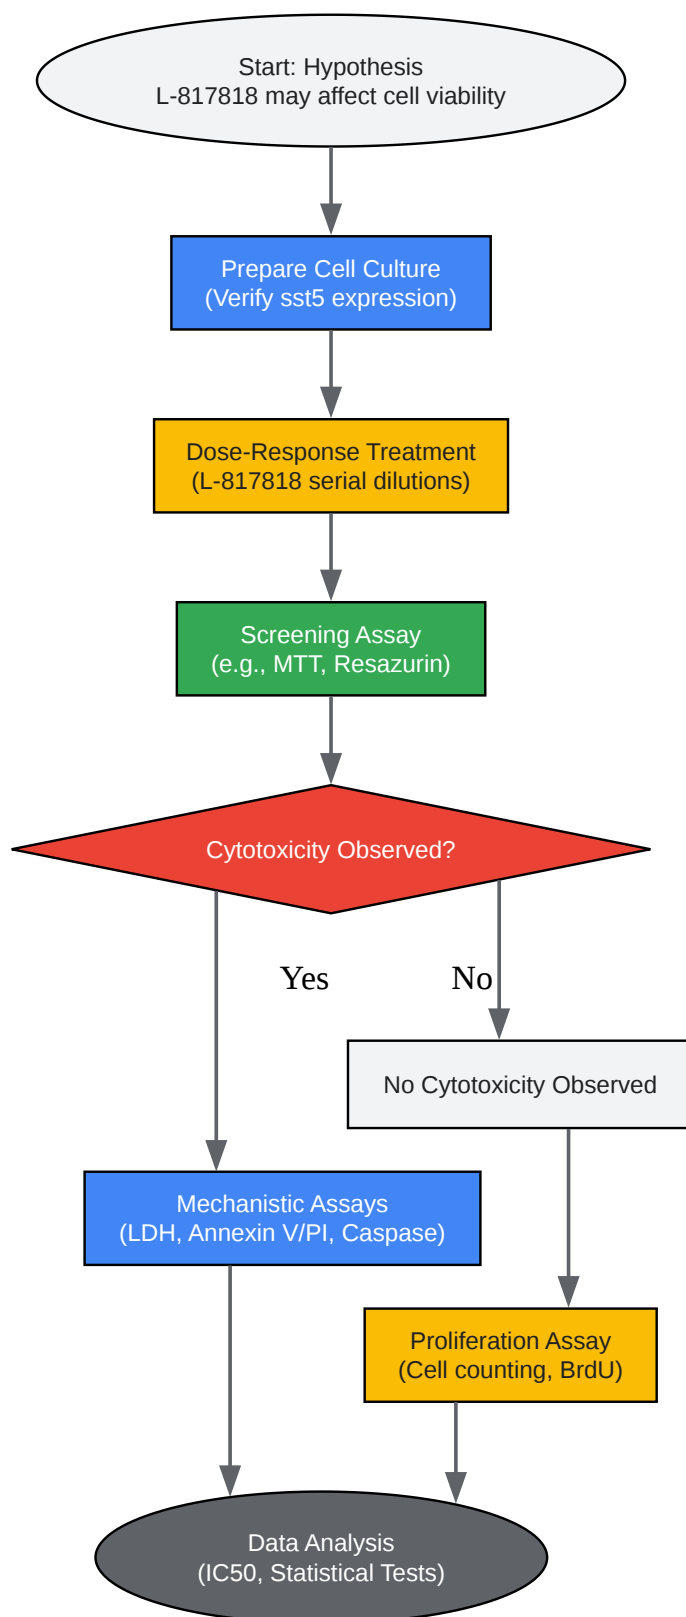 Start: Hypothesis
L-817818 may affect cell viability
Prepare Cell Culture
(Verify sst5 expression)
Dose-Response Treatment
(L-817818 serial dilutions)
Screening Assay
(e.g., MTT, Resazurin)
Cytotoxicity Observed?
Yes
No
No Cytotoxicity Observed
Mechanistic Assays
(LDH, Annexin V/PI, Caspase)
Proliferation Assay
(Cell counting, BrdU)
Data Analysis
(IC50, Statistical Tests)